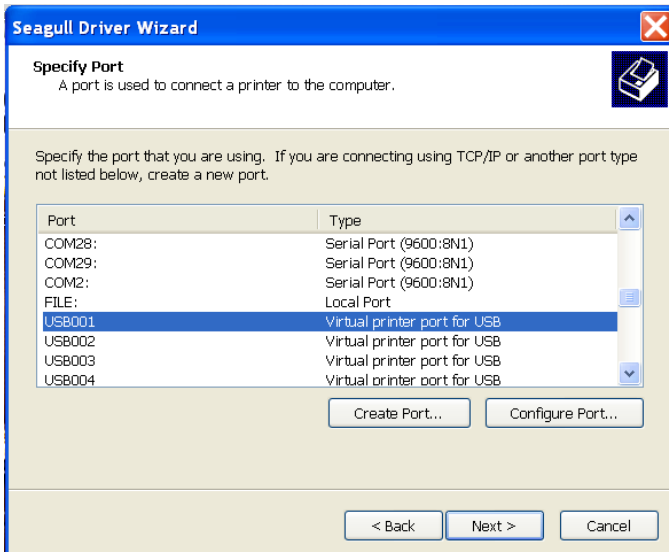 Seagull Driver Wizard
Specify Port
A port is used to connect a printer to the computer.
Specify the port that you are using. If you are connecting using TCP/IP or another port type
not listed below, create a new port.
Port Type
COM28: Serial Port (9600:8N1)
COM29: Serial Port (9600:8N1)
COM2: Serial Port (9600:8N1)
FILE: Local Port
USB001 Virtual printer port for USB
USB002 Virtual printer port for USB
USB003 Virtual printer port for USB
USB004 Virtual printer port for USB
Create Port... Configure Port...
< Back Next > Cancel